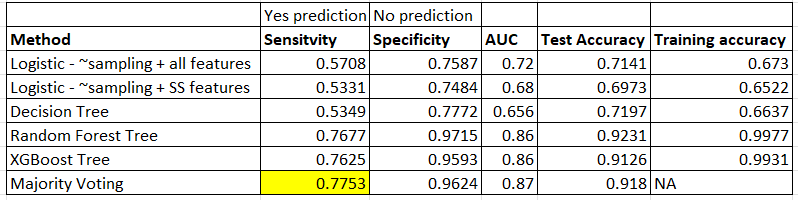 Yes prediction No prediction
Method Sensitvity Specificity AUC Test Accuracy Training accuracy
Logistic - ~sampling + all features 0.5708 0.7587 0.72 0.7141 0.673
Logistic - ~sampling + SS features 0.5331 0.7484 0.68 0.6973 0.6522
Decision Tree 0.5349 0.7772 0.656 0.7197 0.6637
Random Forest Tree 0.7677 0.9715 0.86 0.9231 0.9977
XGBoost Tree 0.7625 0.9593 0.86 0.9126 0.9931
Majority Voting 0.7753 0.9624 0.87 0.918 NA